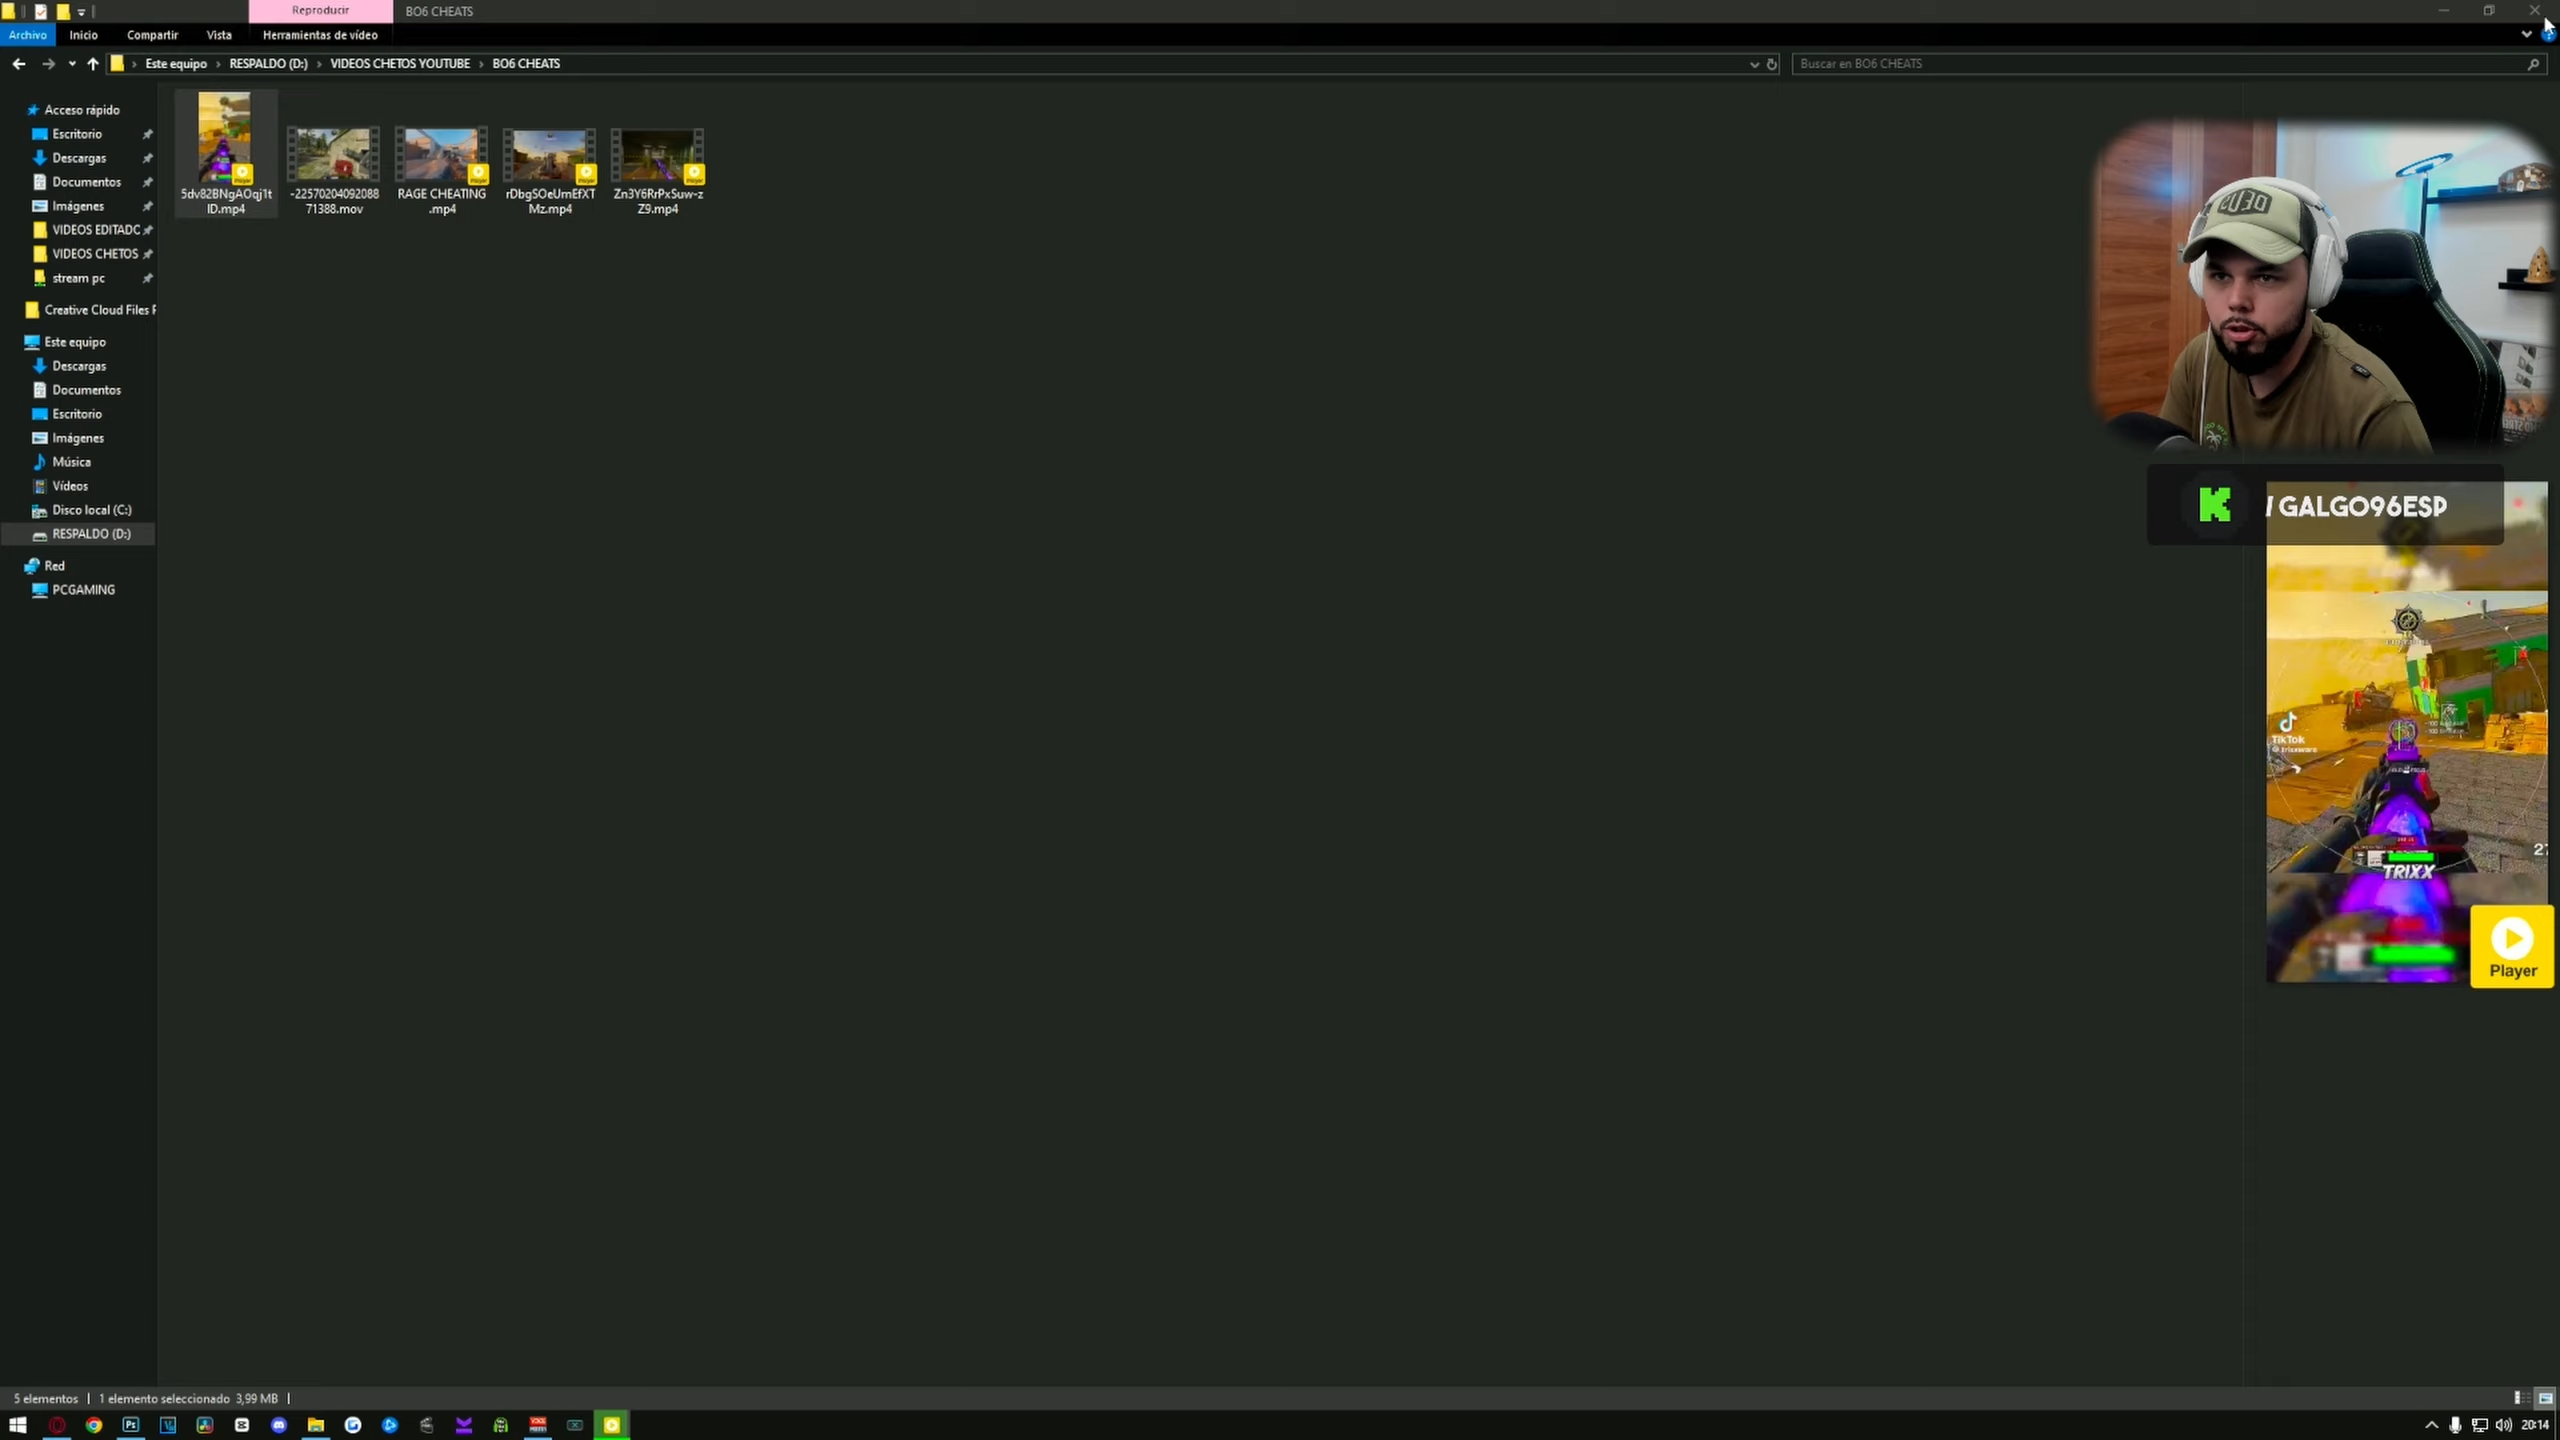 Reproducir
BO6 CHEATS
Archivo
Inicio
Compartir
Vista
Herramientas de vídeo
Este equipo
RESPALDO (D:)
VIDEOS CHETOS YOUTUBE
BO6 CHEATS
Buscar en BO6 CHEATS
Acceso rápido
Escritorio
Descargas
Documentos
Imágenes
VIDEOS EDITADC
VIDEOS CHETOS
stream pc
Creative Cloud Files F
Este equipo
Descargas
Documentos
Escritorio
Imágenes
Música
Vídeos
Disco local (C:)
RESPALDO (D:)
Red
PCGAMING
5dv82BNgAOqj1t
ID.mp4
-22570204092088
71388.mov
RAGE CHEATING
.mp4
rDbgSOeUmEfXT
Mz.mp4
Zn3Y6RrPxSuw-z
Z9.mp4
K
/ GALGO96ESP
TikTok
@trixxware
27
TRIXX
Player
5 elementos
1 elemento seleccionado 3,99 MB
Ps
20:14